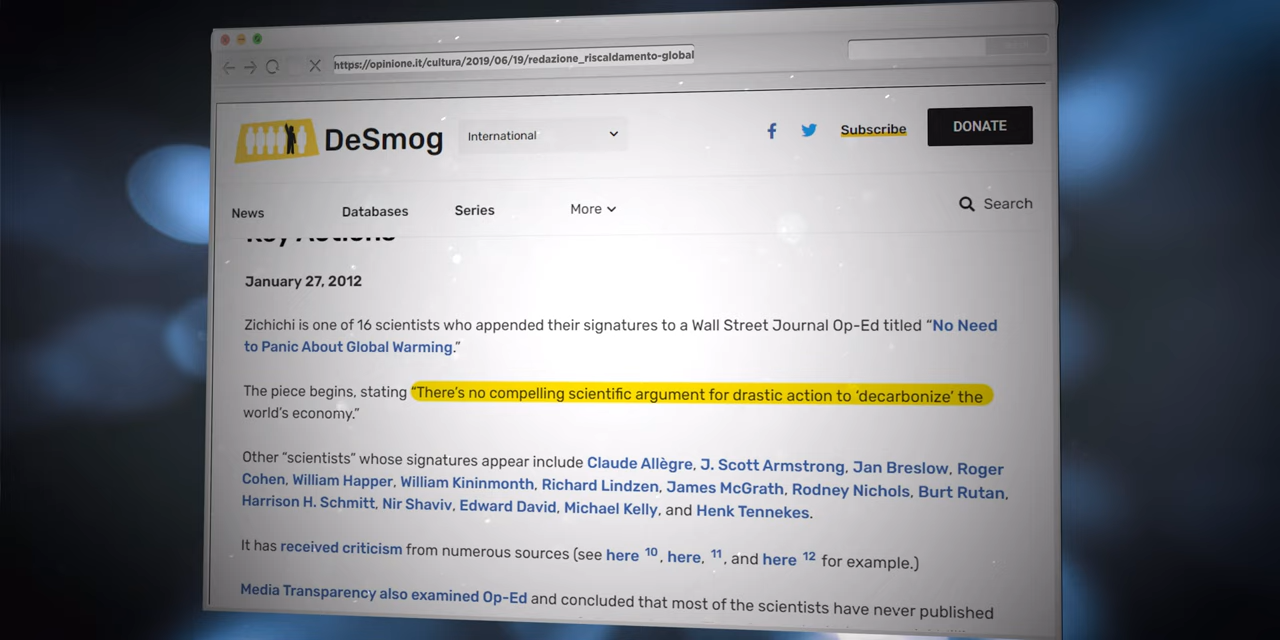 https://opinione.it/cultura/2019/06/19/redazione_riscaldamento-global
DeSmog
International
Subscribe
DONATE
News
Databases
Series
More
Search
Key Actions
January 27, 2012
Zichichi is one of 16 scientists who appended their signatures to a Wall Street Journal Op-Ed titled “No Need
to Panic About Global Warming.”
The piece begins, stating “There’s no compelling scientific argument for drastic action to ‘decarbonize’ the
world’s economy.”
Other “scientists” whose signatures appear include Claude Allègre, J. Scott Armstrong, Jan Breslow, Roger
Cohen, William Happer, William Kininmonth, Richard Lindzen, James McGrath, Rodney Nichols, Burt Rutan,
Harrison H. Schmitt, Nir Shaviv, Edward David, Michael Kelly, and Henk Tennekes.
It has received criticism from numerous sources (see here 10, here, 11, and here 12 for example.)
Media Transparency also examined Op-Ed and concluded that most of the scientists have never published